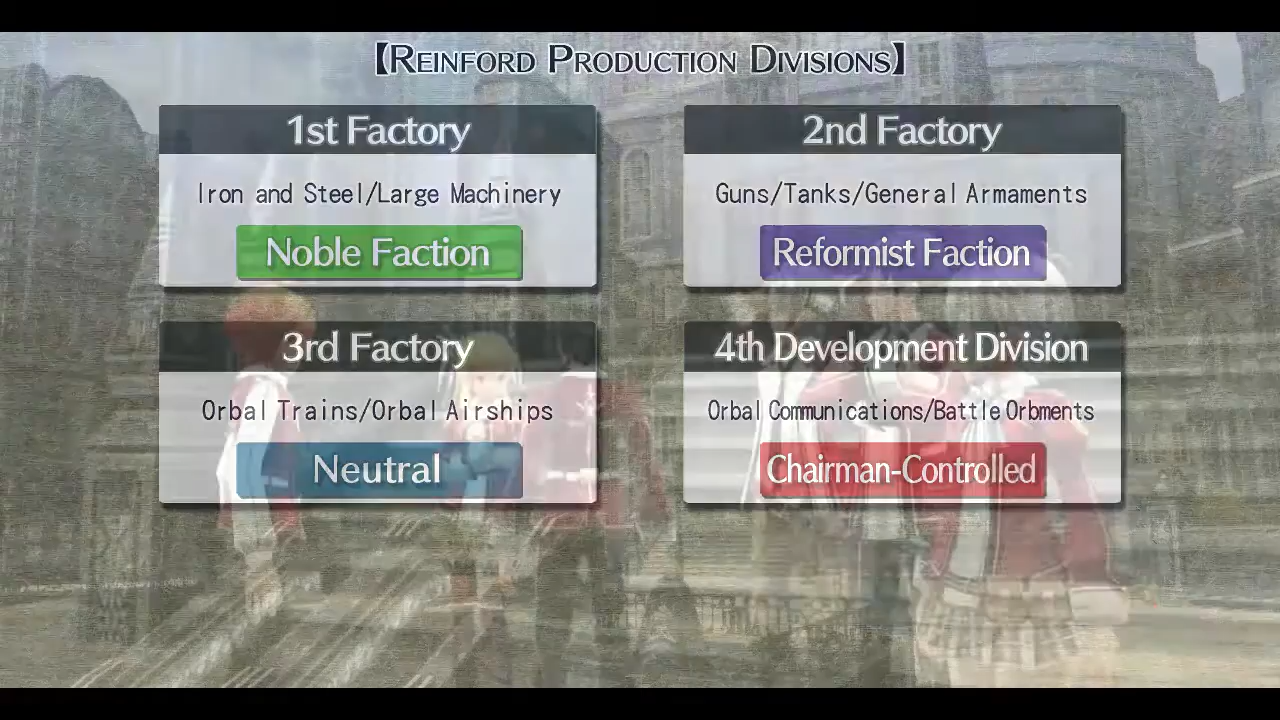 【REINFORD PRODUCTION DIVISIONS】
1st Factory
Iron and Steel/Large Machinery
Noble Faction
2nd Factory
Guns/Tanks/General Armaments
Reformist Faction
3rd Factory
Orbal Trains/Orbal Airships
Neutral
4th Development Division
Orbal Communications/Battle Orbments
Chairman-Controlled